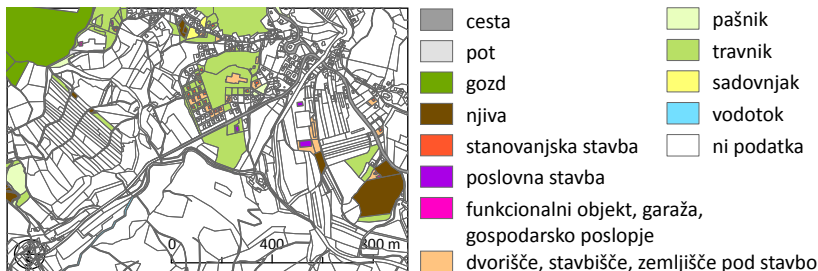 cesta
pot
gozd
njiva
stanovanjska stavba
poslovna stavba
funkcionalni objekt, garaža,
gospodarsko poslopje
dvorišče, stavbišče, zemljišče pod stavbo
pašnik
travnik
sadovnjak
vodotok
ni podatka
0 400 800 m